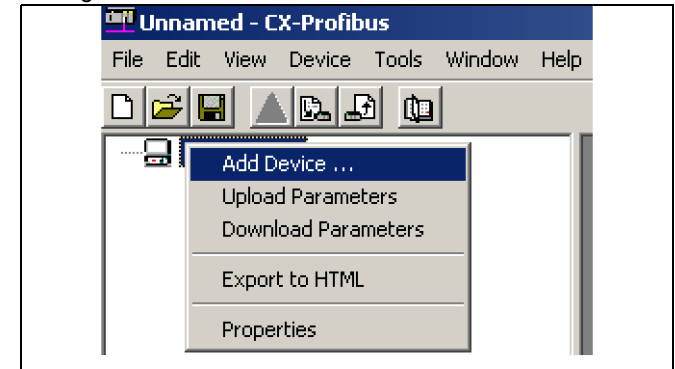 Unnamed - CX-Profibus
File Edit View Device Tools Window Help
Add Device ...
Upload Parameters
Download Parameters
Export to HTML
Properties